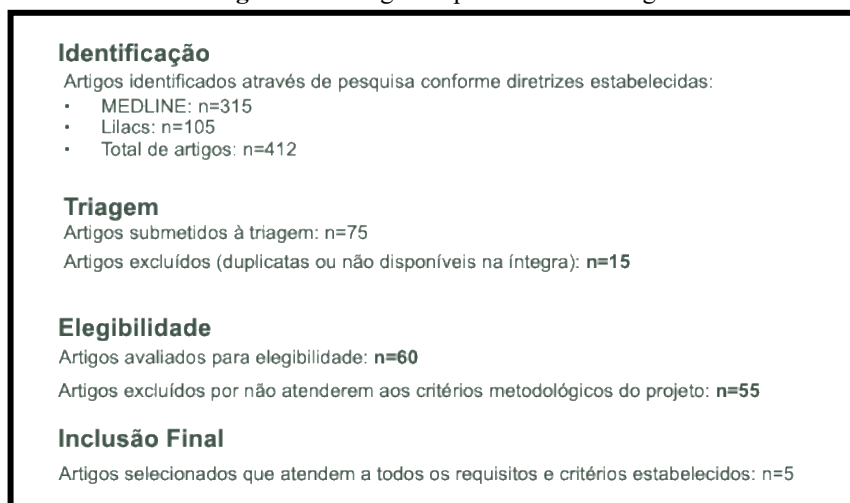 Identificação
Artigos identificados através de pesquisa conforme diretrizes estabelecidas:
• MEDLINE: n=315
• Lilacs: n=105
• Total de artigos: n=412
Triagem
Artigos submetidos à triagem: n=75
Artigos excluídos (duplicatas ou não disponíveis na íntegra): n=15
Elegibilidade
Artigos avaliados para elegibilidade: n=60
Artigos excluídos por não atenderem aos critérios metodológicos do projeto: n=55
Inclusão Final
Artigos selecionados que atendem a todos os requisitos e critérios estabelecidos: n=5